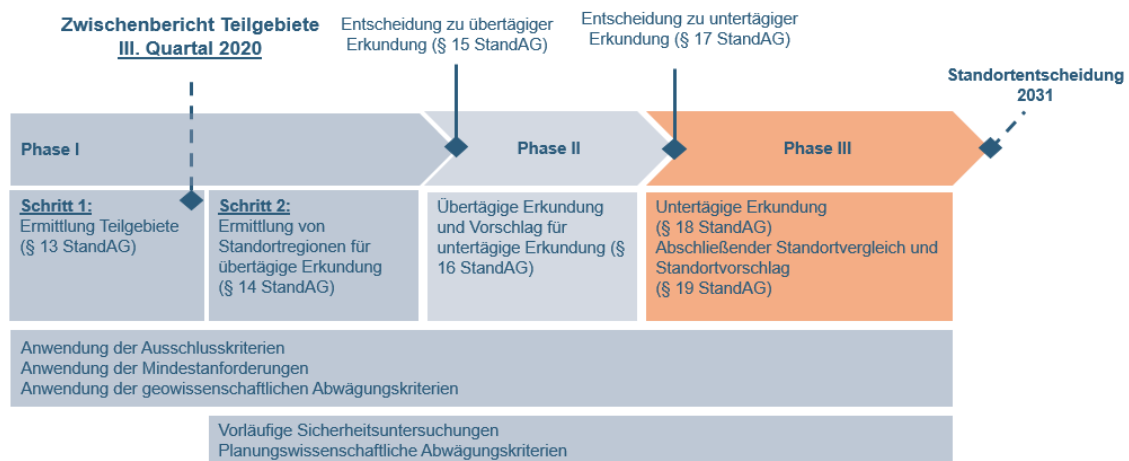 Zwischenbericht Teilgebiete
III. Quartal 2020
Entscheidung zu übertägiger
Erkundung (§ 15 StandAG)
Entscheidung zu untertägiger
Erkundung (§ 17 StandAG)
Standortentscheidung
2031
Phase I
Phase II
Phase III
Schritt 1:
Ermittlung Teilgebiete
(§ 13 StandAG)
Schritt 2:
Ermittlung von
Standortregionen für
übertägige Erkundung
(§ 14 StandAG)
Übertägige Erkundung
und Vorschlag für
untertägige Erkundung (§
16 StandAG)
Untertägige Erkundung
(§ 18 StandAG)
Abschließender Standortvergleich und
Standortvorschlag
(§ 19 StandAG)
Anwendung der Ausschlusskriterien
Anwendung der Mindestanforderungen
Anwendung der geowissenschaftlichen Abwägungskriterien
Vorläufige Sicherheitsuntersuchungen
Planungswissenschaftliche Abwägungskriterien